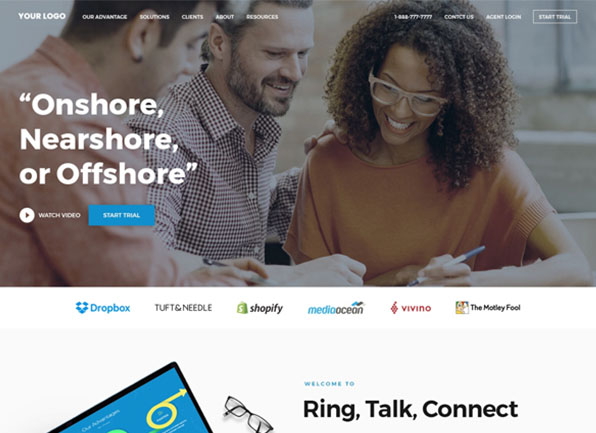 YOUR LOGO OUR ADVANTAGE SOLUTIONS CLIENTS ABOUT RESOURCES 1-888-777-7777 CONTCT US AGENT LOGIN START TRIAL
“Onshore,
Nearshore,
or Offshore”
WATCH VIDEO START TRIAL
Dropbox TUFT&NEEDLE shopify mediaocean VIVINO The Motley Fool
WELCOME TO
Our Advantages
Ring, Talk, Connect